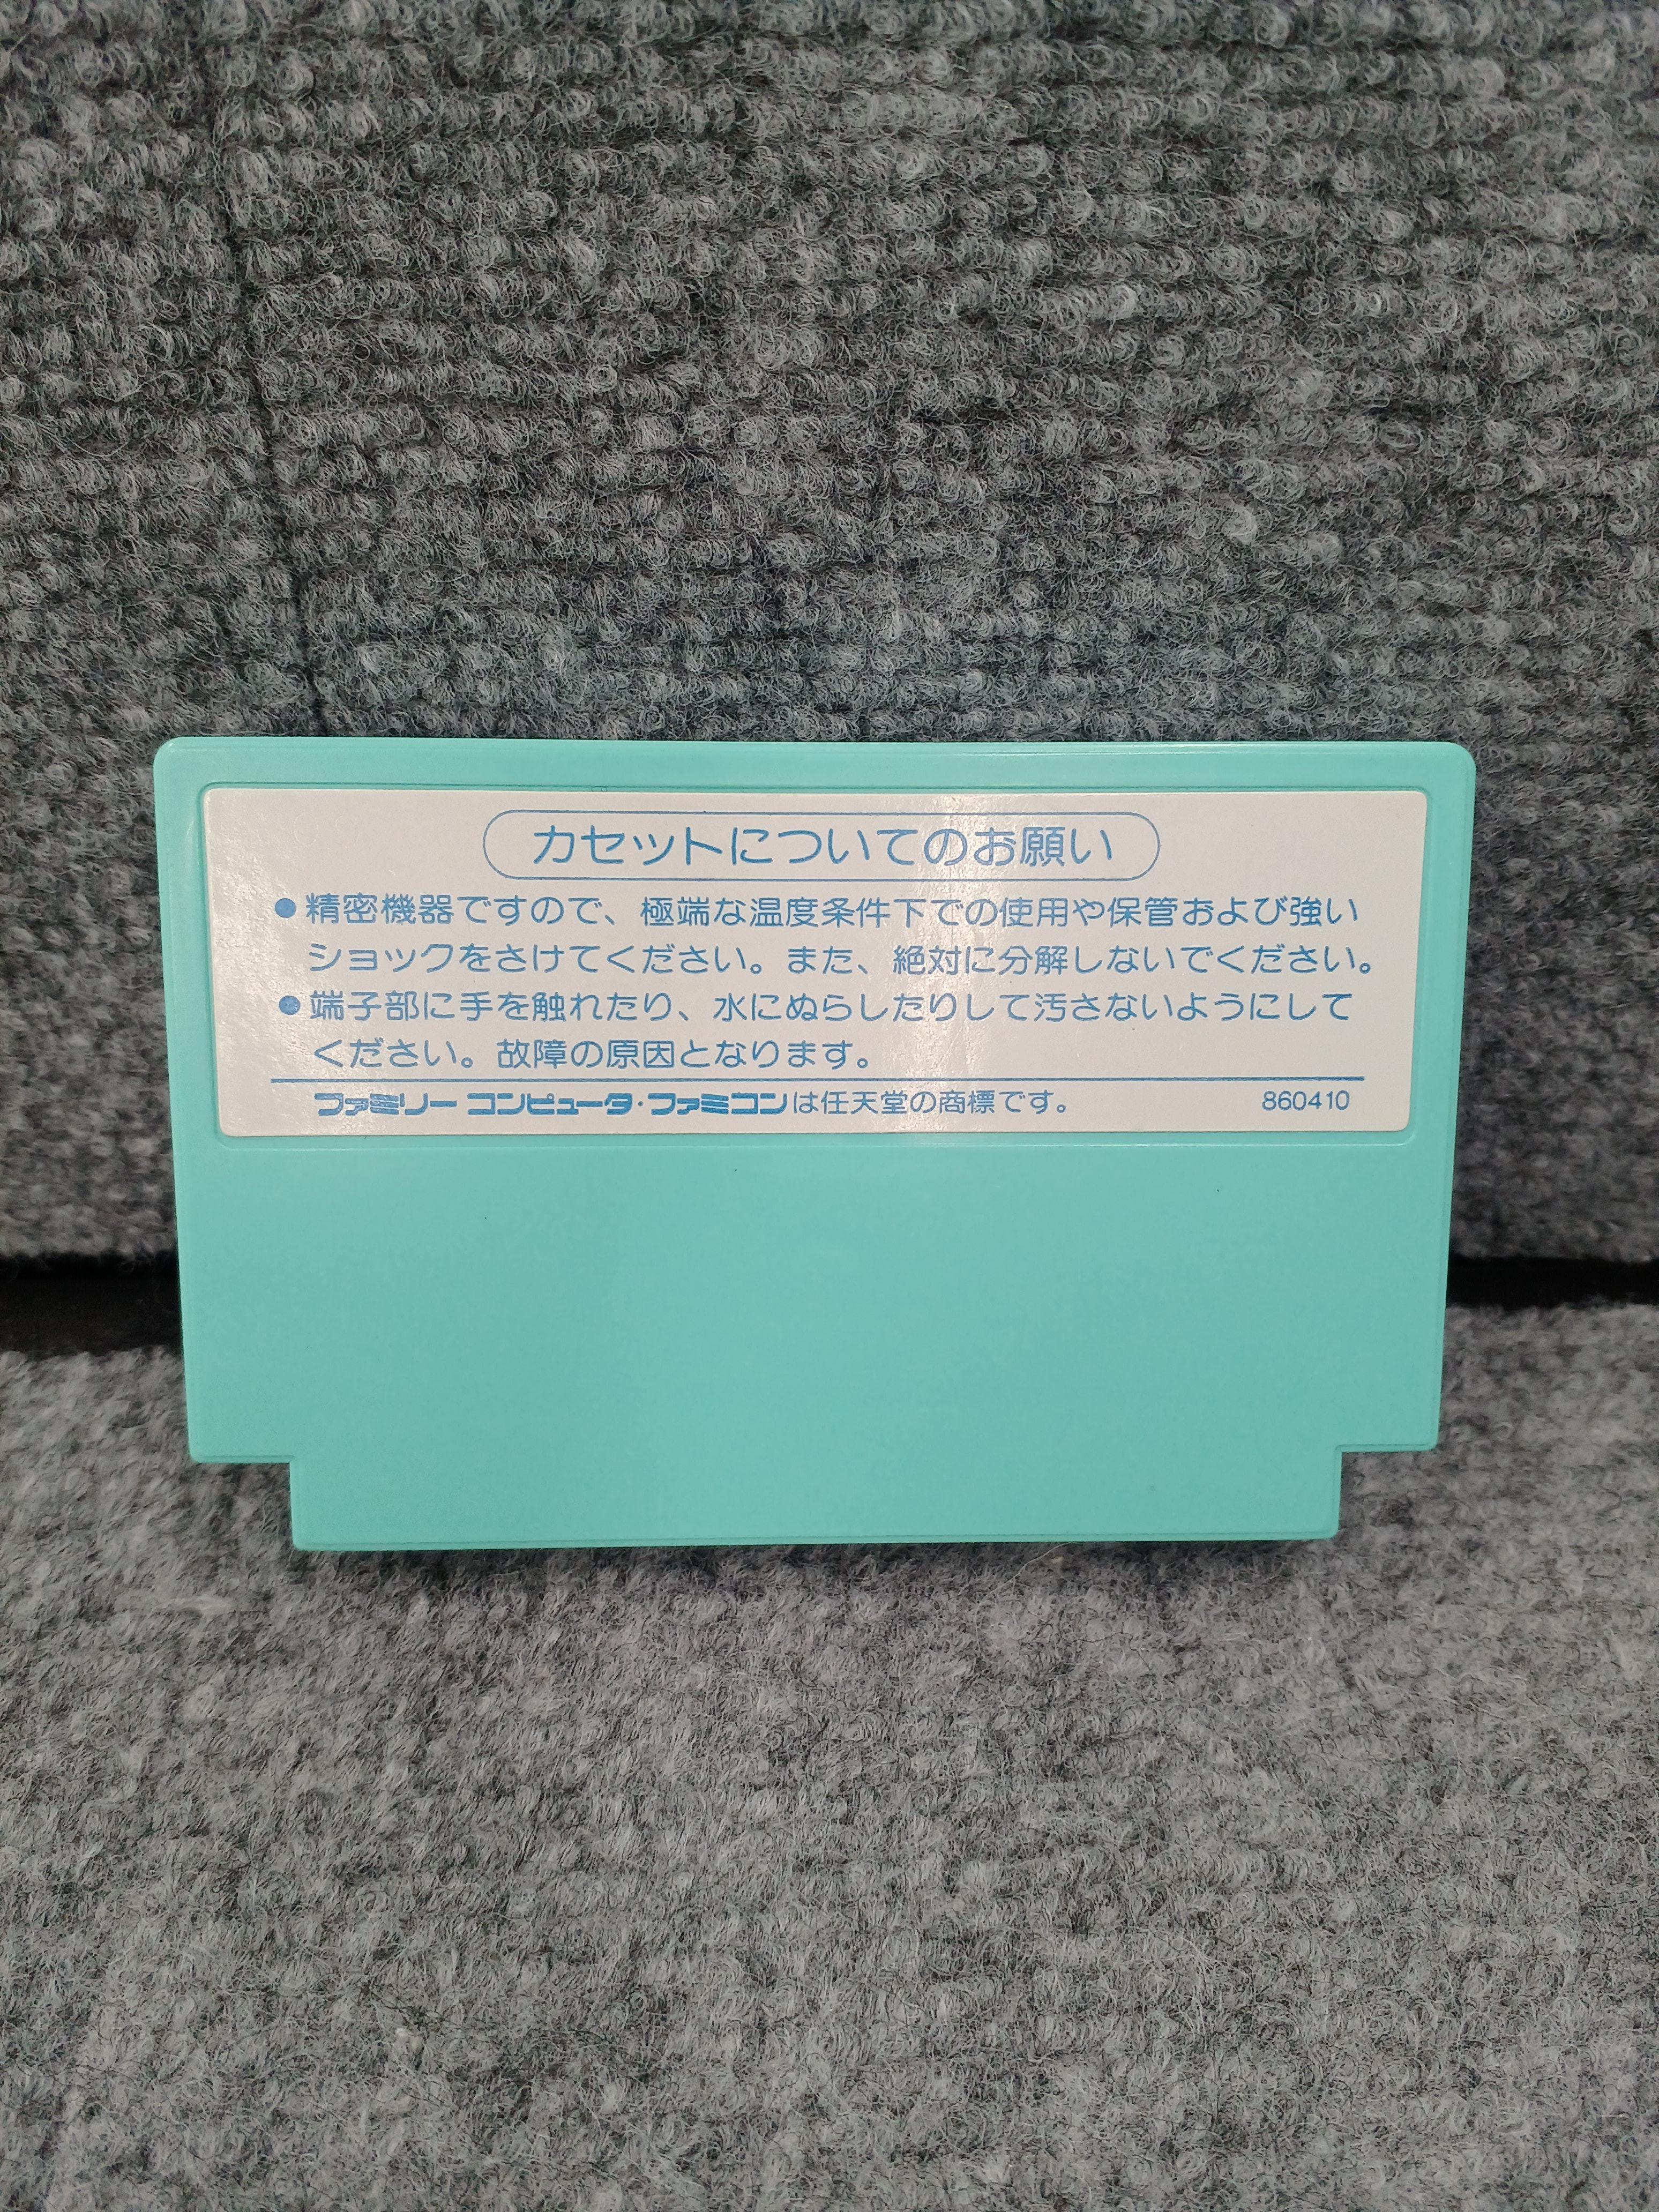 カセットについてのお願い
●精密機器ですので、極端な温度条件下での使用や保管および強い
ショックをさけてください。また、絶対に分解しないでください。
●端子部に手を触れたり、水にぬらしたりして汚さないようにして
ください。故障の原因となります。
ファミリー コンピュータ・ファミコンは任天堂の商標です。 860410